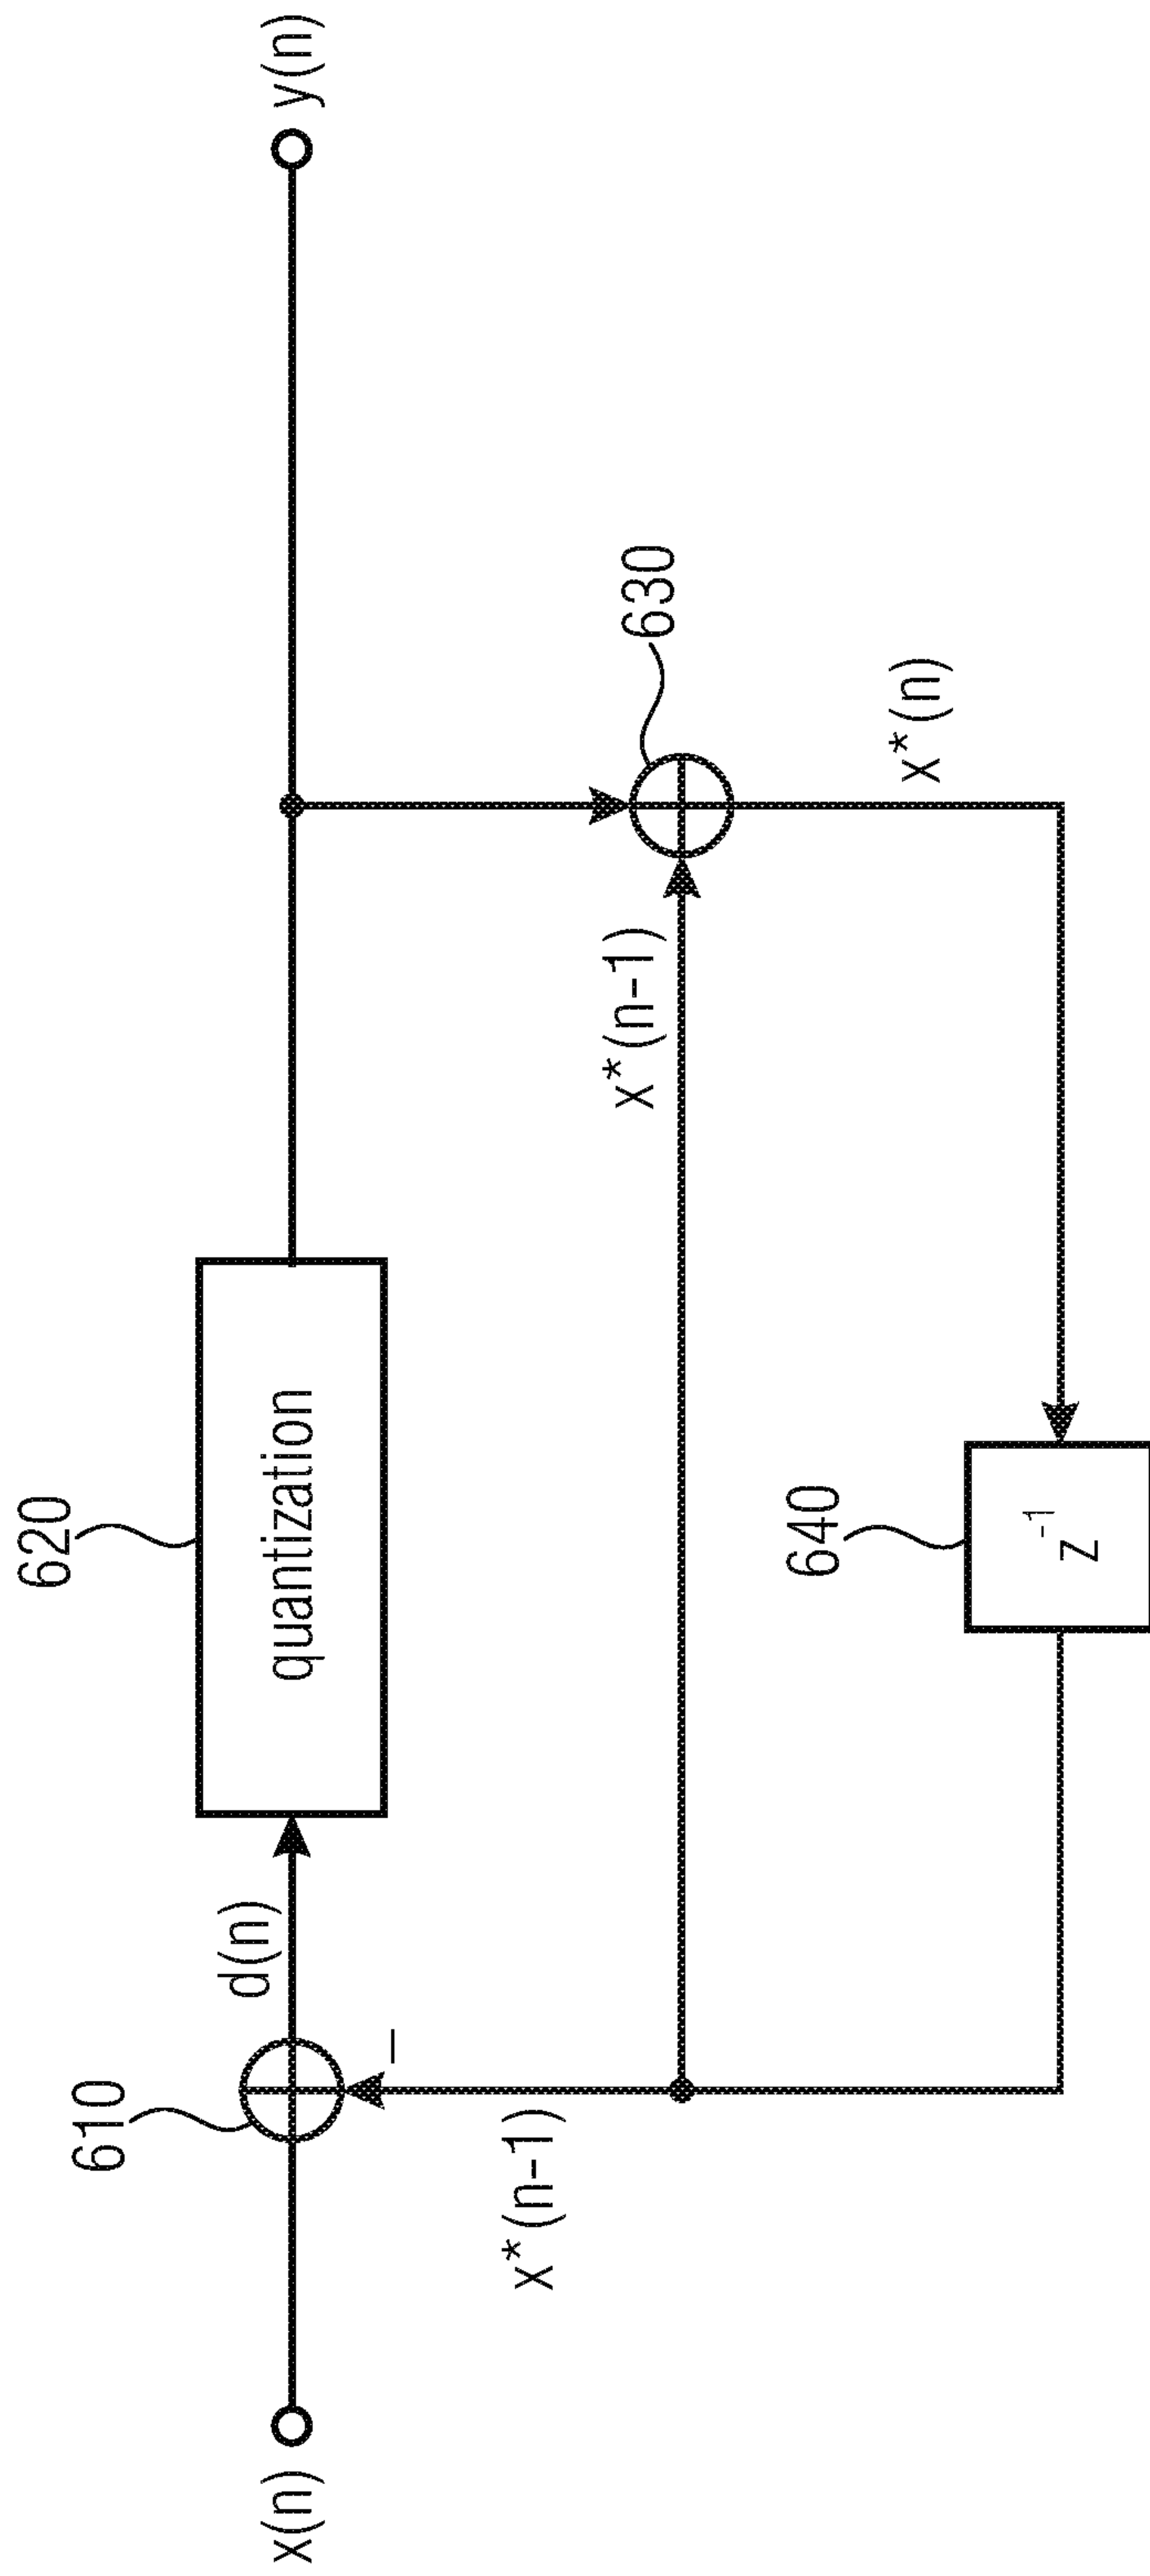 620
610
x(n)
d(n)
quantization
y(n)
x*(n-1)
x*(n-1)
630
−
640
z-1
x*(n)